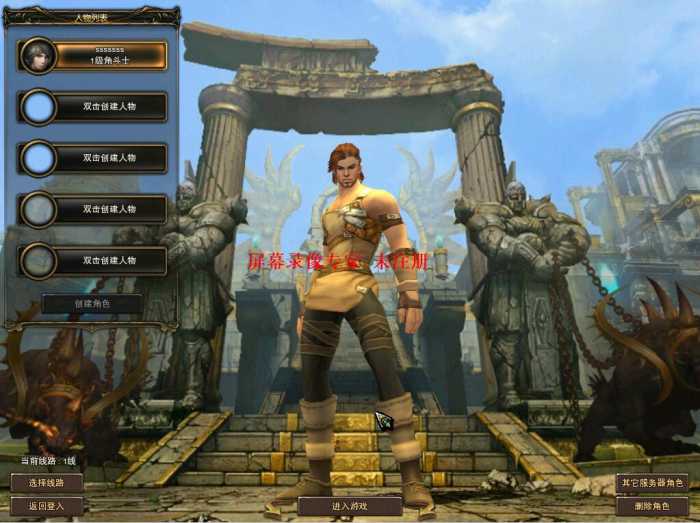 人物列表
sssssss
1级角斗士
双击创建人物
双击创建人物
双击创建人物
双击创建人物
创建角色
屏幕录像专家 未注册
当前线路:1线
选择线路
返回登入
进入游戏
其它服务器角色
删除角色